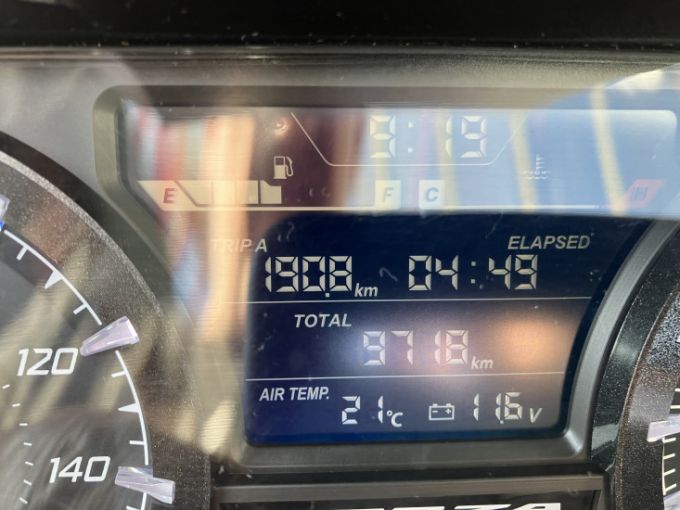 9:19
E F C H
TRIP A ELAPSED
190.8 km 04:49
TOTAL
9718 km
AIR TEMP. 21°C 11.6 V
120
140